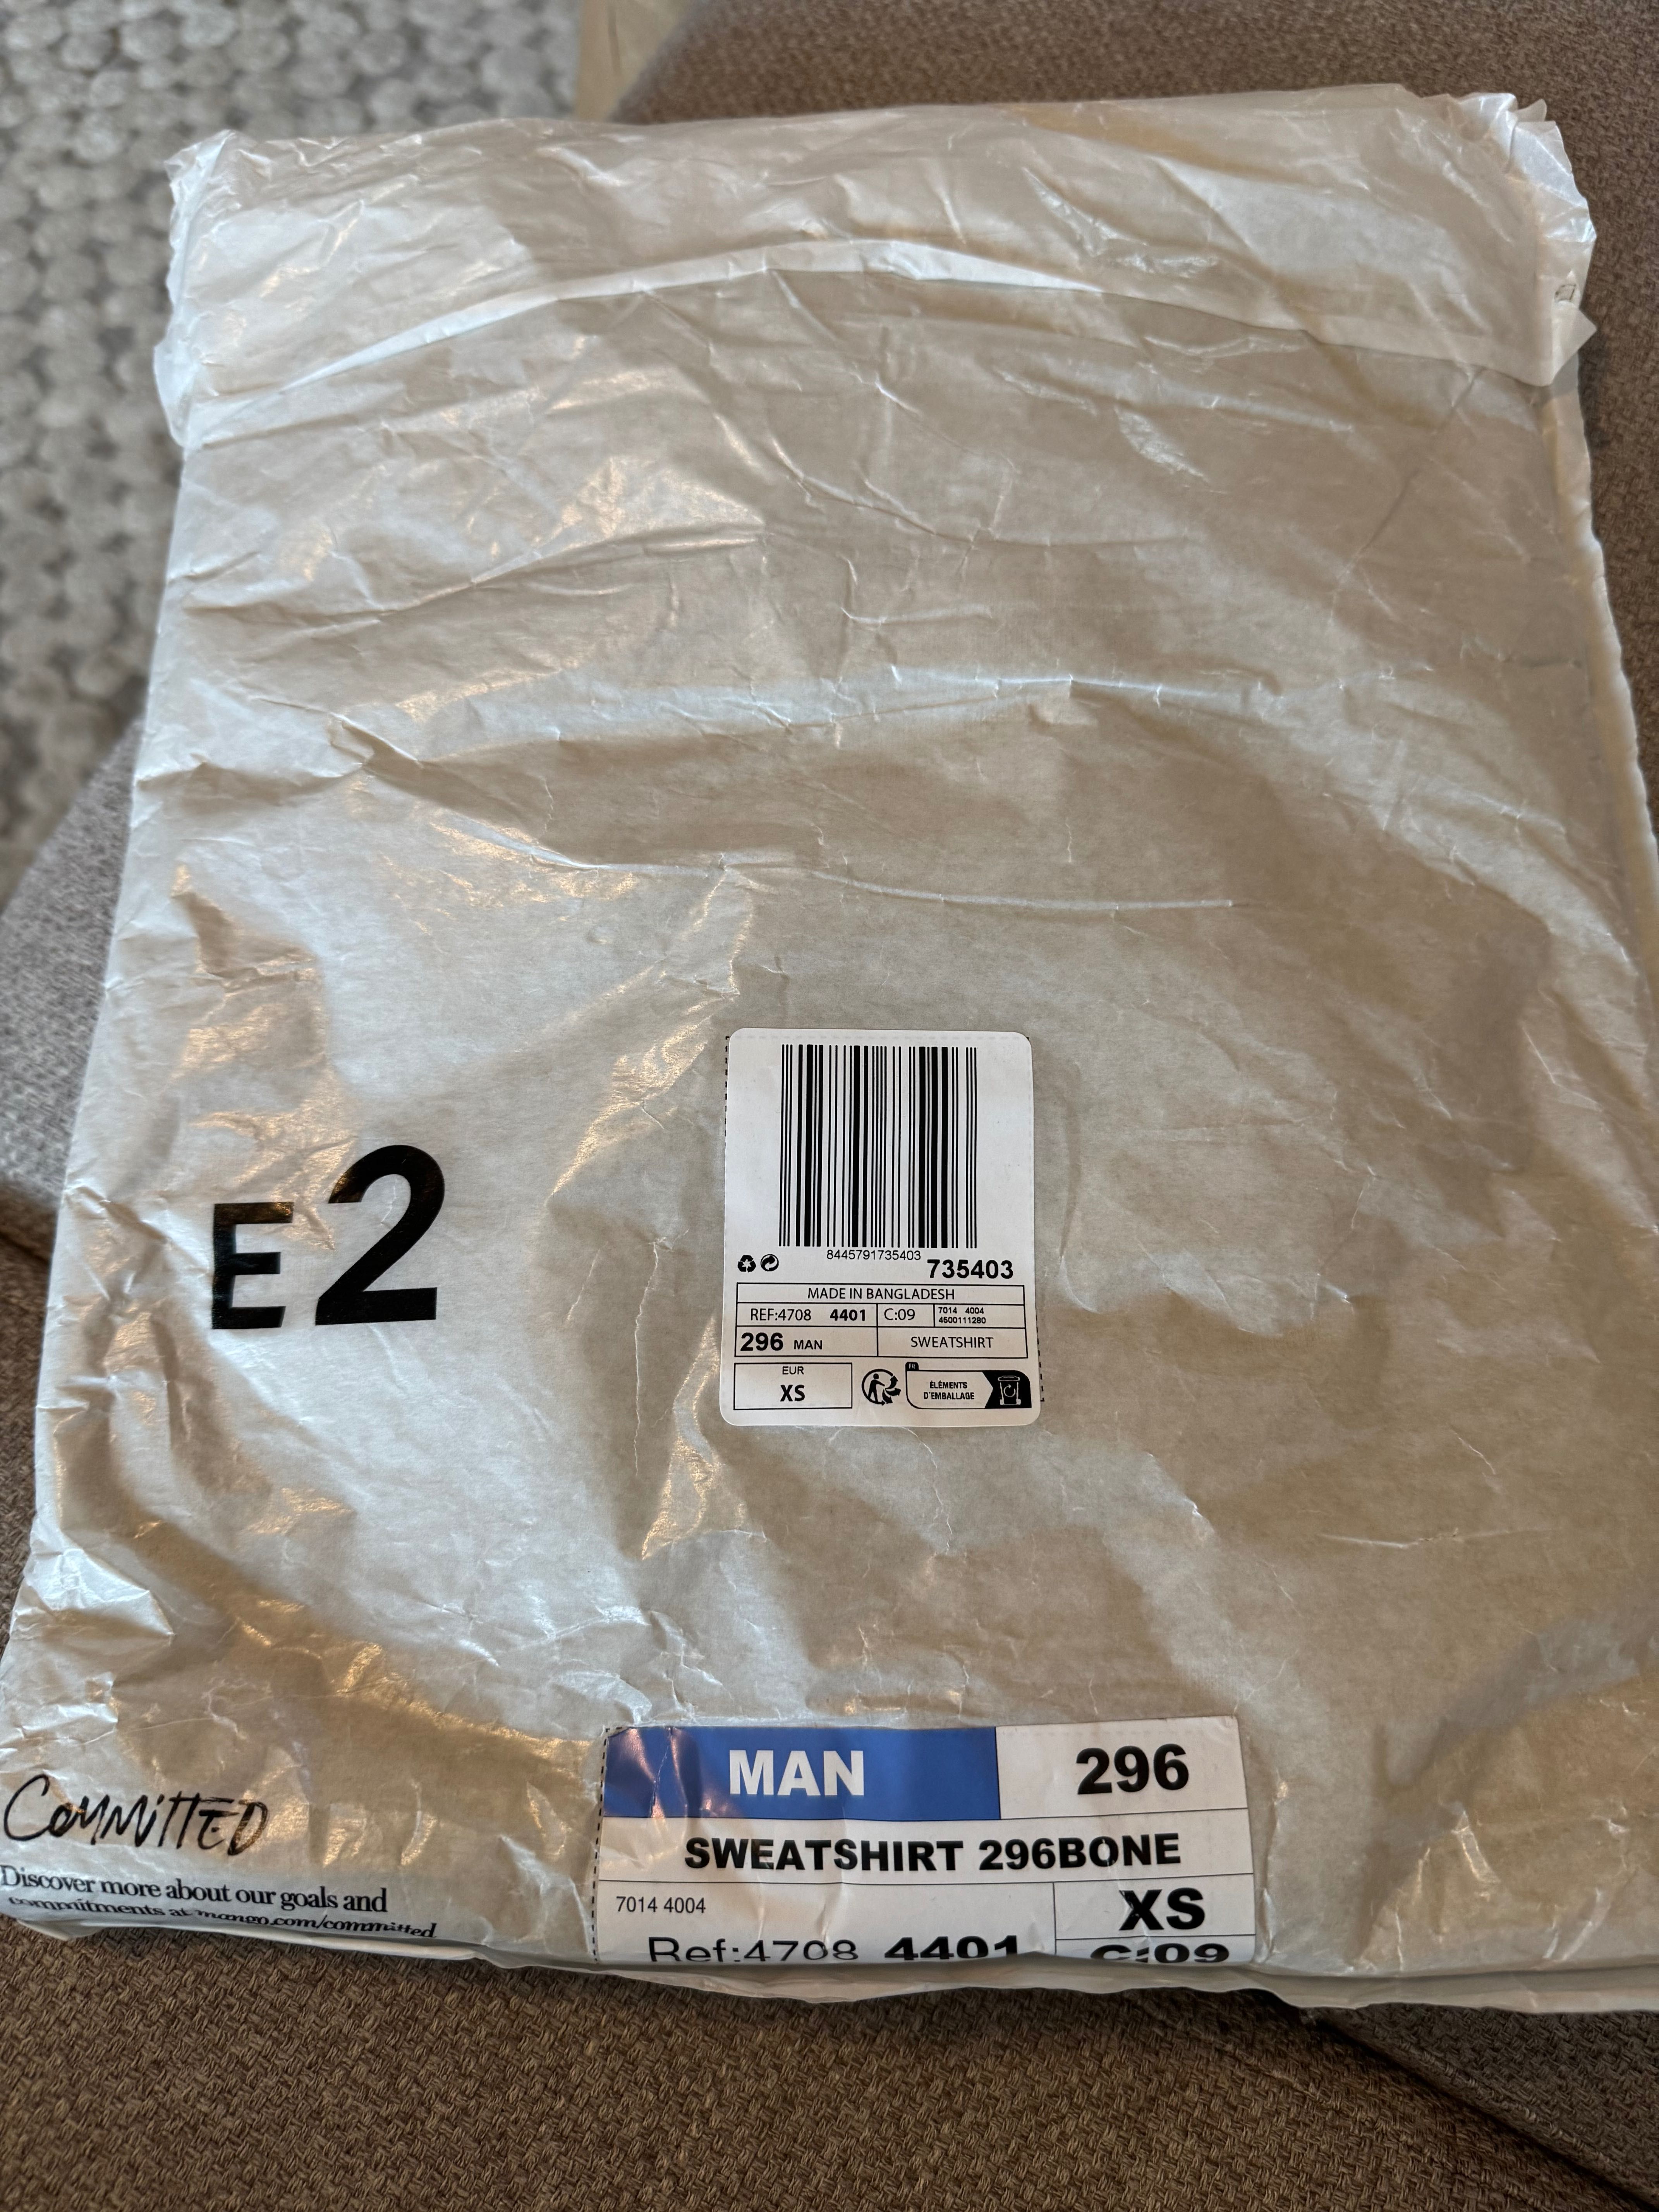 E2
8445791735403
735403
MADE IN BANGLADESH
REF:4708 4401 C:09 7014 4004
4500111280
296 MAN SWEATSHIRT
EUR
XS
FR
ÉLÉMENTS
D'EMBALLAGE
MAN 296
SWEATSHIRT 296BONE
7014 4004 XS
Ref:4708 4401 C:09
COMMITTED
Discover more about our goals and
commitments at mango.com/committed